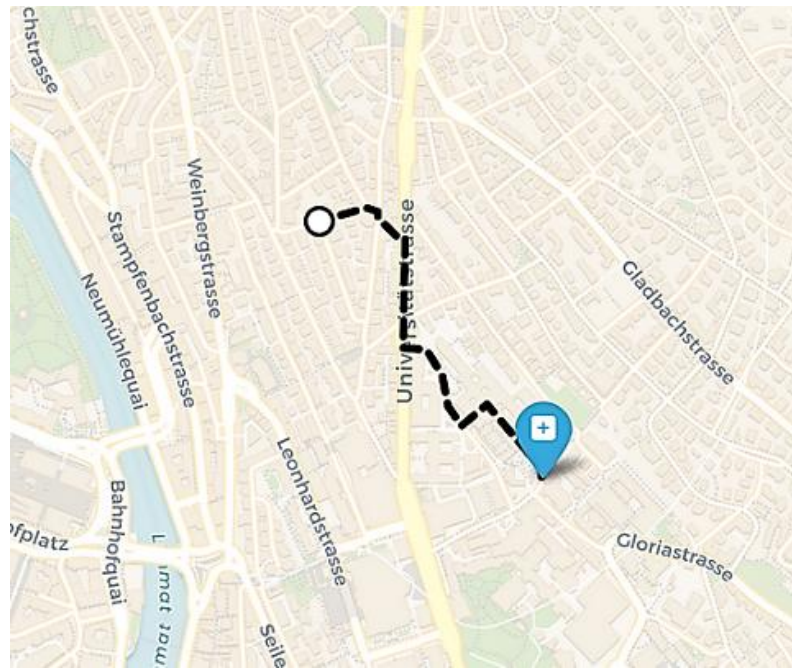 chstrasse
Weinbergstrasse
Stampfenbachstrasse
Neumühlequai
Universitätstrasse
Gladbachstrasse
Leonhardstrasse
Bahnhofquai
ofplatz
Gloriastrasse
Seile